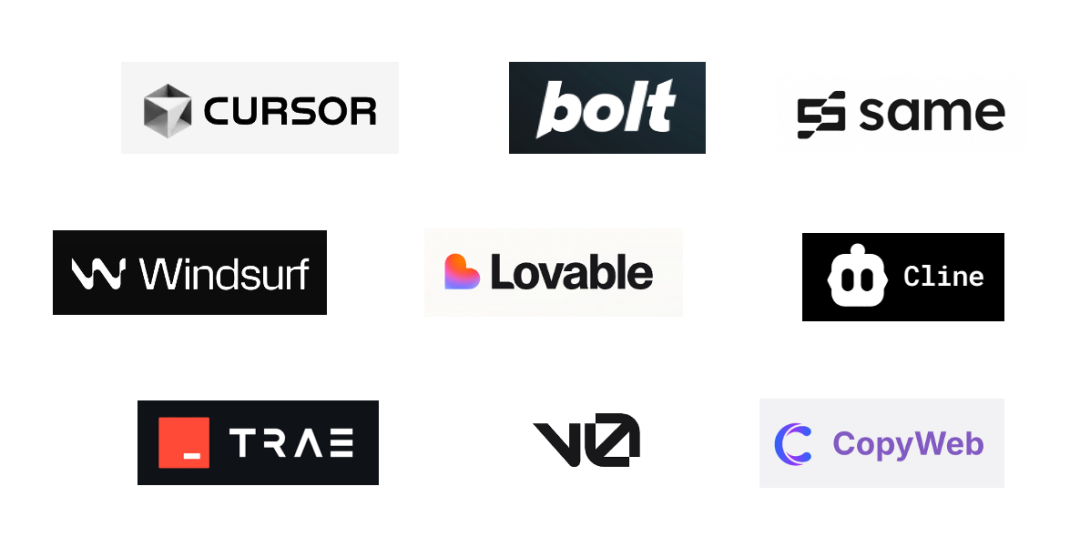 CURSOR
bolt
same
Windsurf
Lovable
Cline
TRAE
v0
CopyWeb